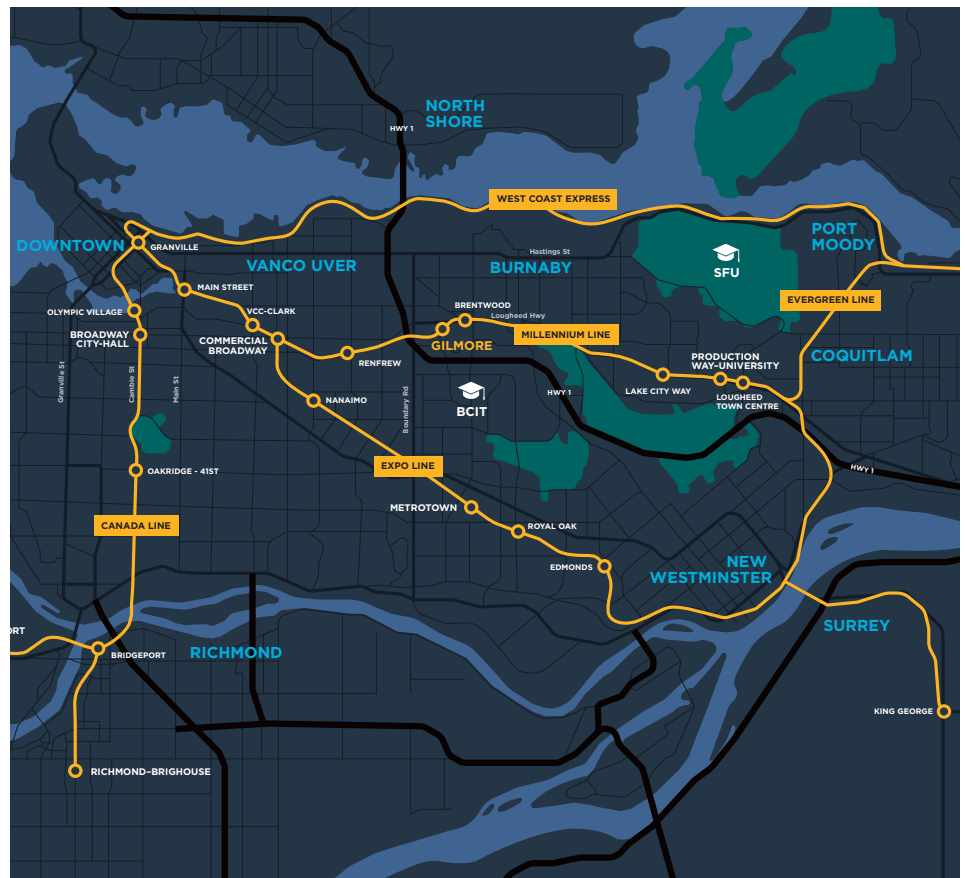 NORTH
SHORE
HWY 1
WEST COAST EXPRESS
DOWNTOWN
GRANVILLE
PORT
MOODY
Hastings St
VANCO UVER
BURNABY
SFU
MAIN STREET
EVERGREEN LINE
OLYMPIC VILLAGE
VCC-CLARK
BRENTWOOD
Lougheed Hwy
BROADWAY
CITY-HALL
COMMERCIAL
BROADWAY
GILMORE
MILLENNIUM LINE
RENFREW
PRODUCTION
WAY-UNIVERSITY
COQUITLAM
Granville St
Cambie St
Main St
Boundary Rd
LAKE CITY WAY
LOUGHEED
TOWN CENTRE
NANAIMO
BCIT
HWY 1
EXPO LINE
OAKRIDGE - 41ST
HWY 1
METROTOWN
CANADA LINE
ROYAL OAK
EDMONDS
NEW
WESTMINSTER
SURREY
ORT
BRIDGEPORT
RICHMOND
KING GEORGE
RICHMOND-BRIGHOUSE